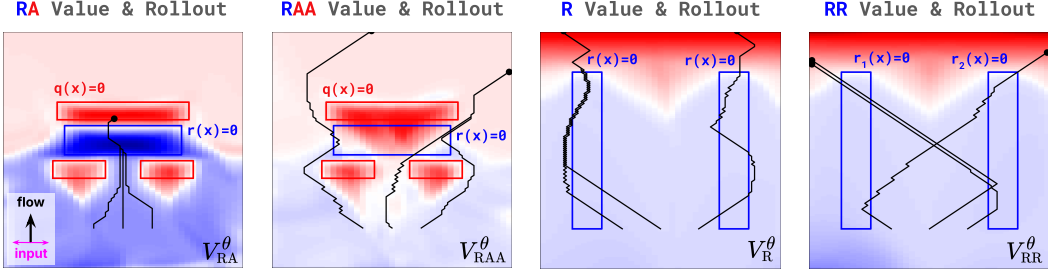 RA Value & Rollout
q(x)=0
r(x)=0
flow
input
V^θ_RA
RAA Value & Rollout
q(x)=0
r(x)=0
V^θ_RAA
R Value & Rollout
r(x)=0
r(x)=0
V^θ_R
RR Value & Rollout
r₁(x)=0
r₂(x)=0
V^θ_RR